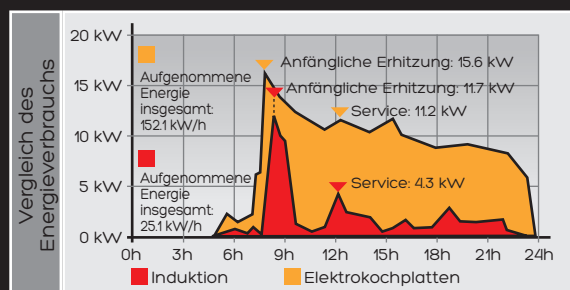 Vergleich des
Energieverbrauchs
20 kW
15 kW
10 kW
5 kW
0 kW
Aufgenommene
Energie
insgesamt:
152.1 kW/h
Aufgenommene
Energie
insgesamt:
25.1 kW/h
Anfängliche Erhitzung: 15.6 kW
Anfängliche Erhitzung: 11.7 kW
Service: 11.2 kW
Service: 4.3 kW
0h 3h 6h 9h 12h 15h 18h 21h 24h
Induktion Elektrokochplatten